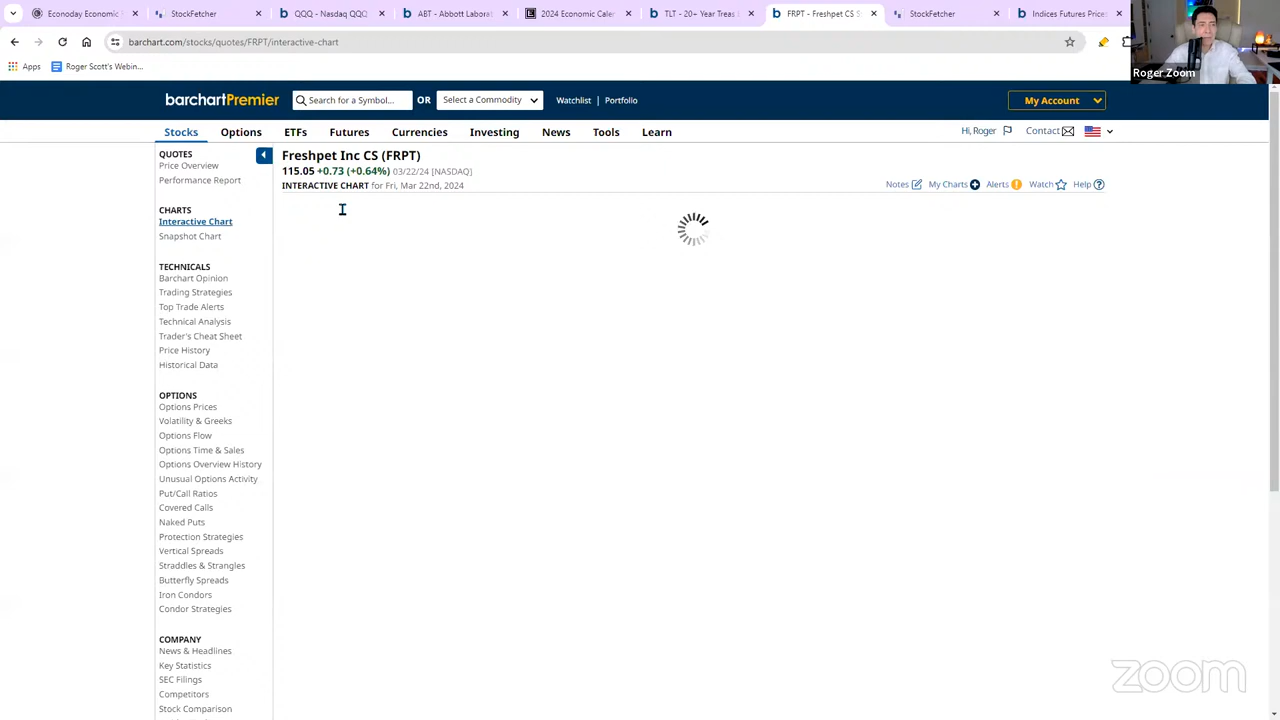 Econoday Economic
StockFetcher
QQQ - Nasdaq QQQ
ABT - Abbott Labora
2024 Economic Caler
TLT - 20+ Year Treas
FRPT - Freshpet CS S
StockFetcher
Indices Futures Prices
barchart.com/stocks/quotes/FRPT/interactive-chart
Apps
Roger Scott's Webin...
Roger Zoom
barchartPremier
Search for a Symbol...
OR
Select a Commodity
Watchlist | Portfolio
My Account
Stocks
Options
ETFs
Futures
Currencies
Investing
News
Tools
Learn
Hi, Roger
Contact
QUOTES
Price Overview
Performance Report
CHARTS
Interactive Chart
Snapshot Chart
TECHNICALS
Barchart Opinion
Trading Strategies
Top Trade Alerts
Technical Analysis
Trader's Cheat Sheet
Price History
Historical Data
OPTIONS
Options Prices
Volatility & Greeks
Options Flow
Options Time & Sales
Options Overview History
Unusual Options Activity
Put/Call Ratios
Covered Calls
Naked Puts
Protection Strategies
Vertical Spreads
Straddles & Strangles
Butterfly Spreads
Iron Condors
Condor Strategies
COMPANY
News & Headlines
Key Statistics
SEC Filings
Competitors
Stock Comparison
Freshpet Inc CS (FRPT)
115.05 +0.73 (+0.64%) 03/22/24 [NASDAQ]
INTERACTIVE CHART for Fri, Mar 22nd, 2024
Notes
My Charts
Alerts
Watch
Help
zoom